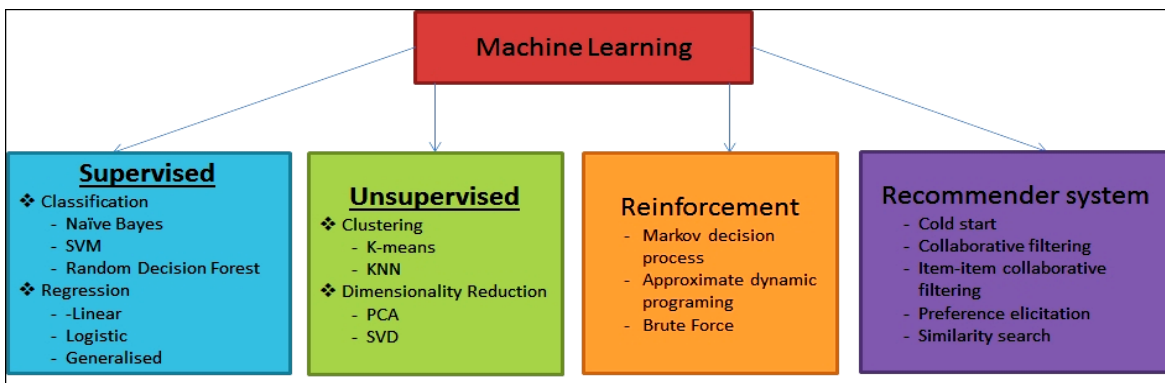 Machine Learning
Supervised
❖ Classification
- Naïve Bayes
- SVM
- Random Decision Forest
❖ Regression
- -Linear
- Logistic
- Generalised
Unsupervised
❖ Clustering
- K-means
- KNN
❖ Dimensionality Reduction
- PCA
- SVD
Reinforcement
- Markov decision
process
- Approximate dynamic
programing
- Brute Force
Recommender system
- Cold start
- Collaborative filtering
- Item-item collaborative
filtering
- Preference elicitation
- Similarity search